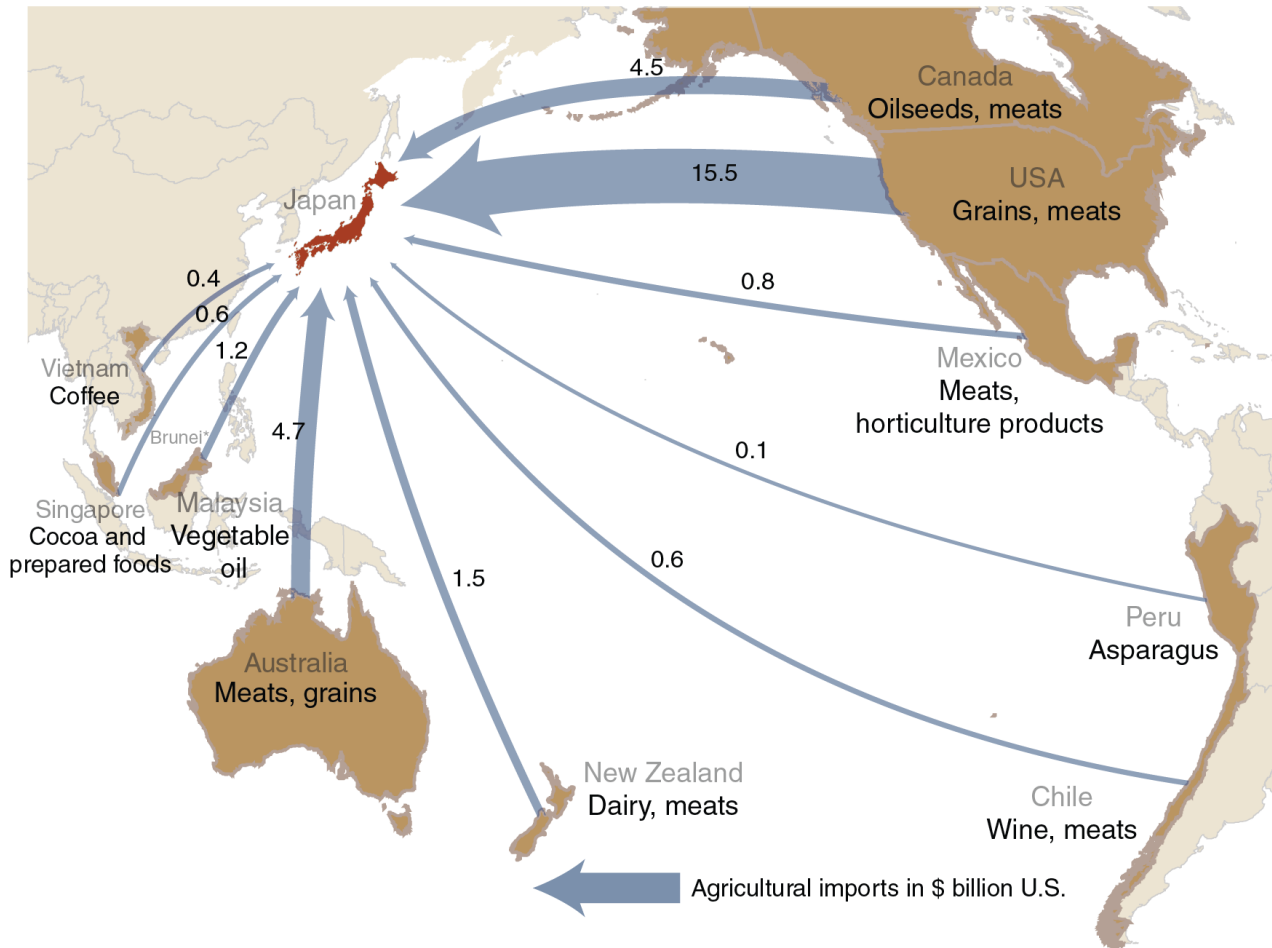 4.5
Canada
Oilseeds, meats
15.5
USA
Grains, meats
Japan
0.4
0.6
1.2
0.8
Vietnam
Coffee
Mexico
Meats,
horticulture products
Brunei*
4.7
0.1
Singapore
Cocoa and
prepared foods
Malaysia
Vegetable
oil
1.5
0.6
Peru
Asparagus
Australia
Meats, grains
New Zealand
Dairy, meats
Chile
Wine, meats
Agricultural imports in $ billion U.S.